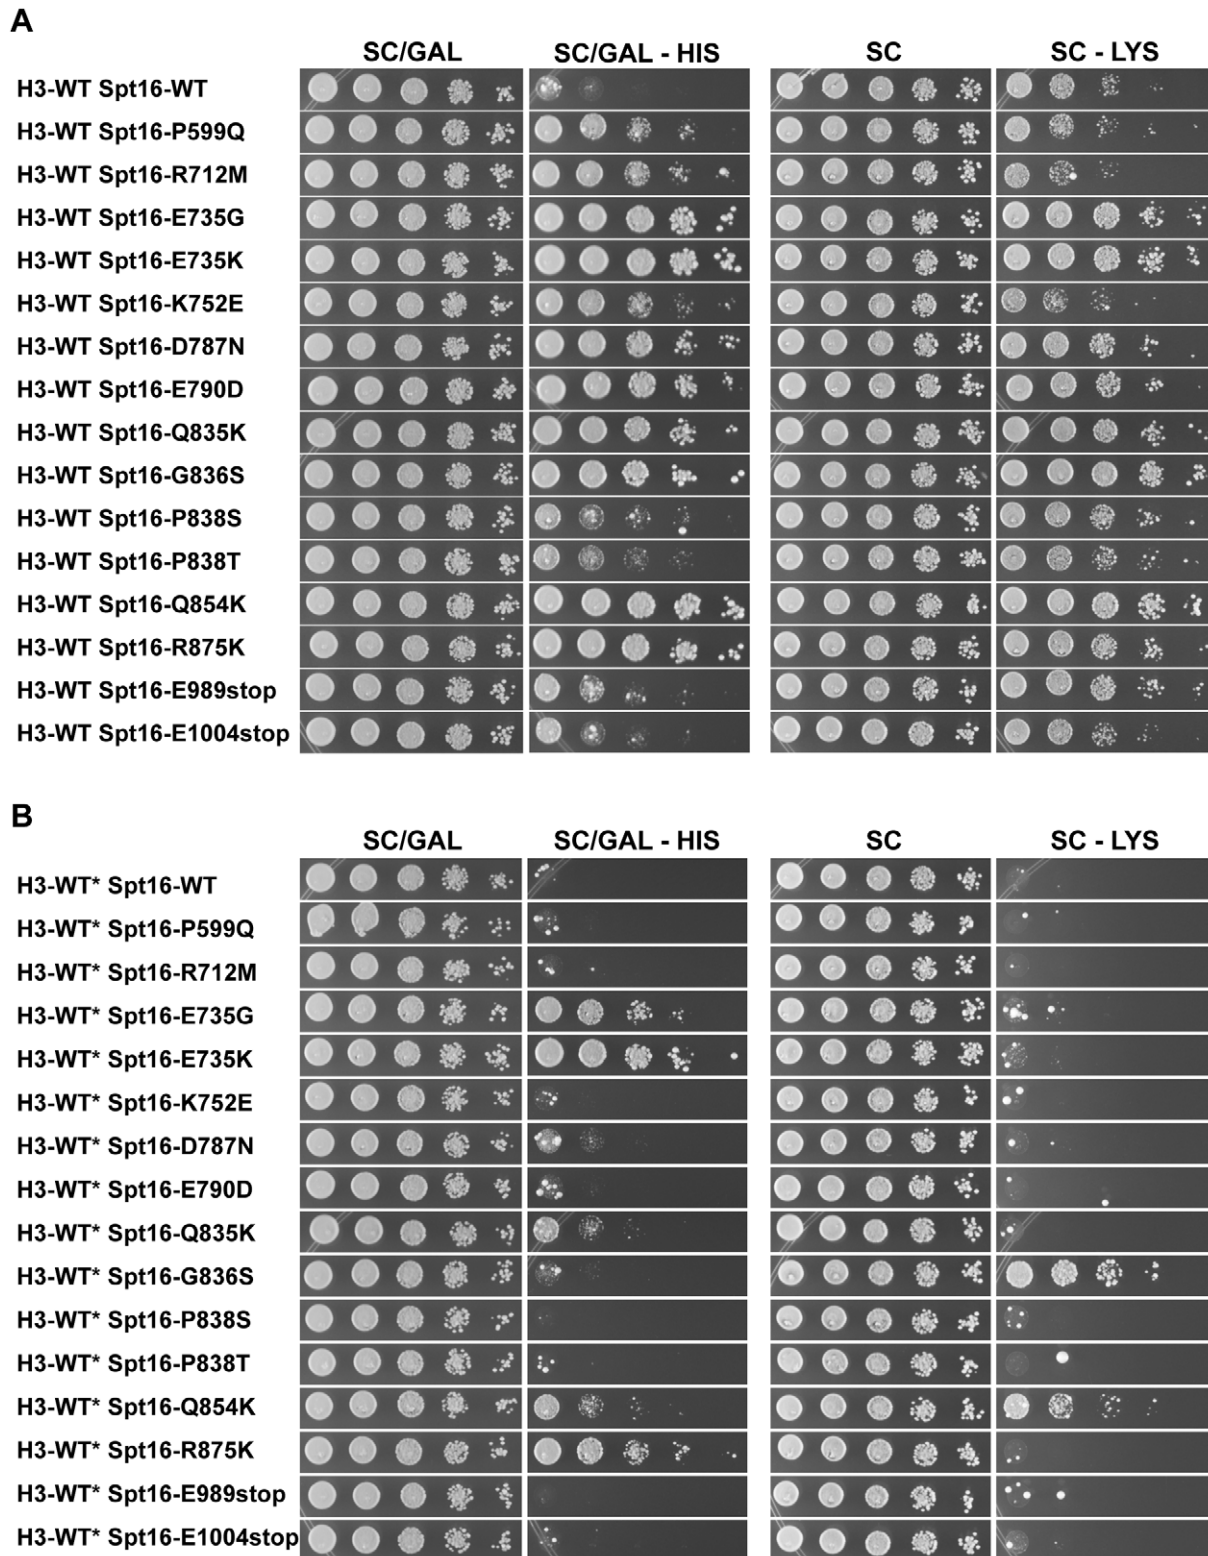 A
SC/GAL SC/GAL - HIS SC SC - LYS
H3-WT Spt16-WT
H3-WT Spt16-P599Q
H3-WT Spt16-R712M
H3-WT Spt16-E735G
H3-WT Spt16-E735K
H3-WT Spt16-K752E
H3-WT Spt16-D787N
H3-WT Spt16-E790D
H3-WT Spt16-Q835K
H3-WT Spt16-G836S
H3-WT Spt16-P838S
H3-WT Spt16-P838T
H3-WT Spt16-Q854K
H3-WT Spt16-R875K
H3-WT Spt16-E989stop
H3-WT Spt16-E1004stop
B
SC/GAL SC/GAL - HIS SC SC - LYS
H3-WT* Spt16-WT
H3-WT* Spt16-P599Q
H3-WT* Spt16-R712M
H3-WT* Spt16-E735G
H3-WT* Spt16-E735K
H3-WT* Spt16-K752E
H3-WT* Spt16-D787N
H3-WT* Spt16-E790D
H3-WT* Spt16-Q835K
H3-WT* Spt16-G836S
H3-WT* Spt16-P838S
H3-WT* Spt16-P838T
H3-WT* Spt16-Q854K
H3-WT* Spt16-R875K
H3-WT* Spt16-E989stop
H3-WT* Spt16-E1004stop